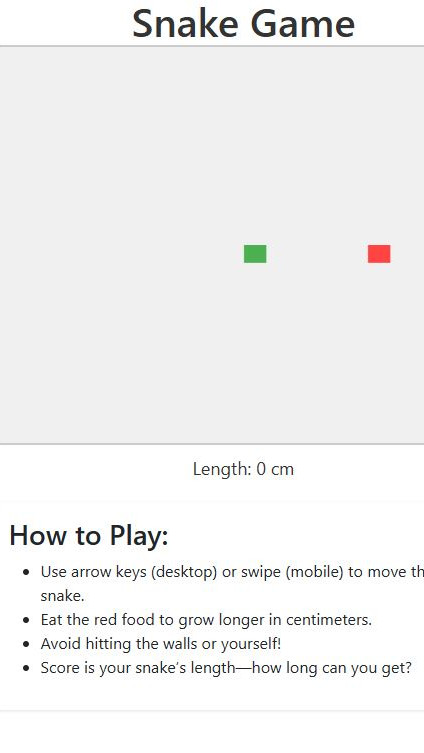 Snake Game
Length: 0 cm
How to Play:
Use arrow keys (desktop) or swipe (mobile) to move
snake.
Eat the red food to grow longer in centimeters.
Avoid hitting the walls or yourself!
Score is your snake's length—how long can you get?